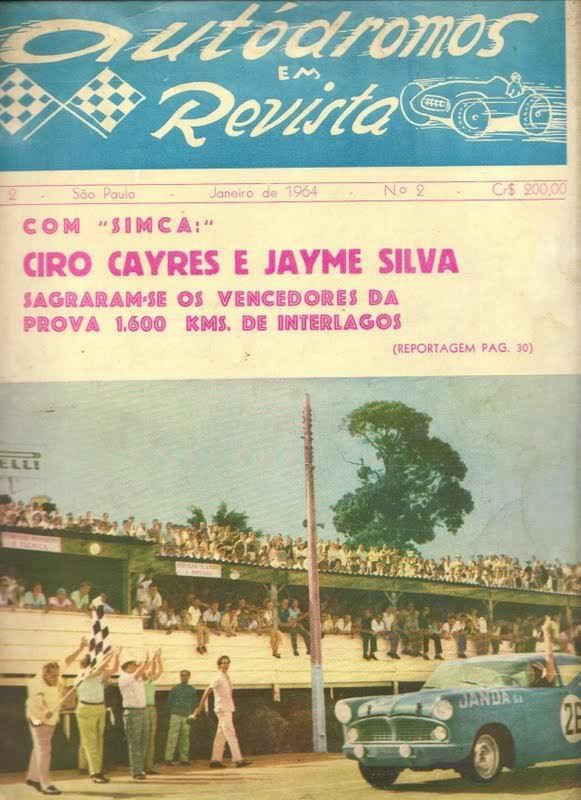 autódromos
EM
Revista
2 - São Paulo - Janeiro de 1964 - N.o 2 - Cr$ 200,00
COM "SIMCA:"
CIRO CAYRES E JAYME SILVA
SAGRARAM-SE OS VENCEDORES DA
PROVA 1.600 KMS. DE INTERLAGOS
(REPORTAGEM PAG. 30)
ELLI
JANDA
26